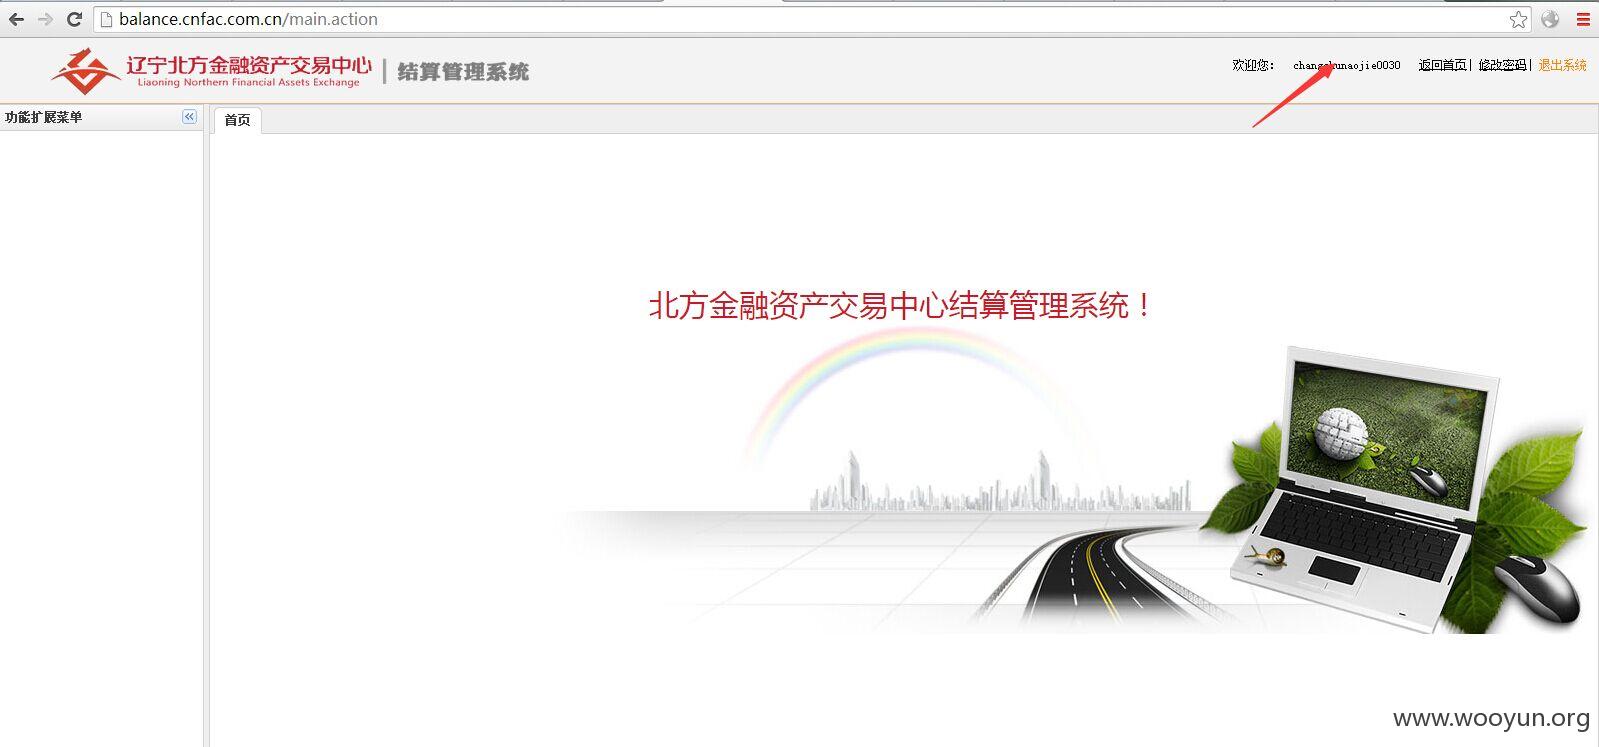 balance.cnfac.com.cn/main.action
辽宁北方金融资产交易中心 | 结算管理系统
Liaoning Northern Financial Assets Exchange
欢迎您: 返回首页| 修改密码| 退出系统
功能扩展菜单
首页
北方金融资产交易中心结算管理系统！
www.wooyun.org